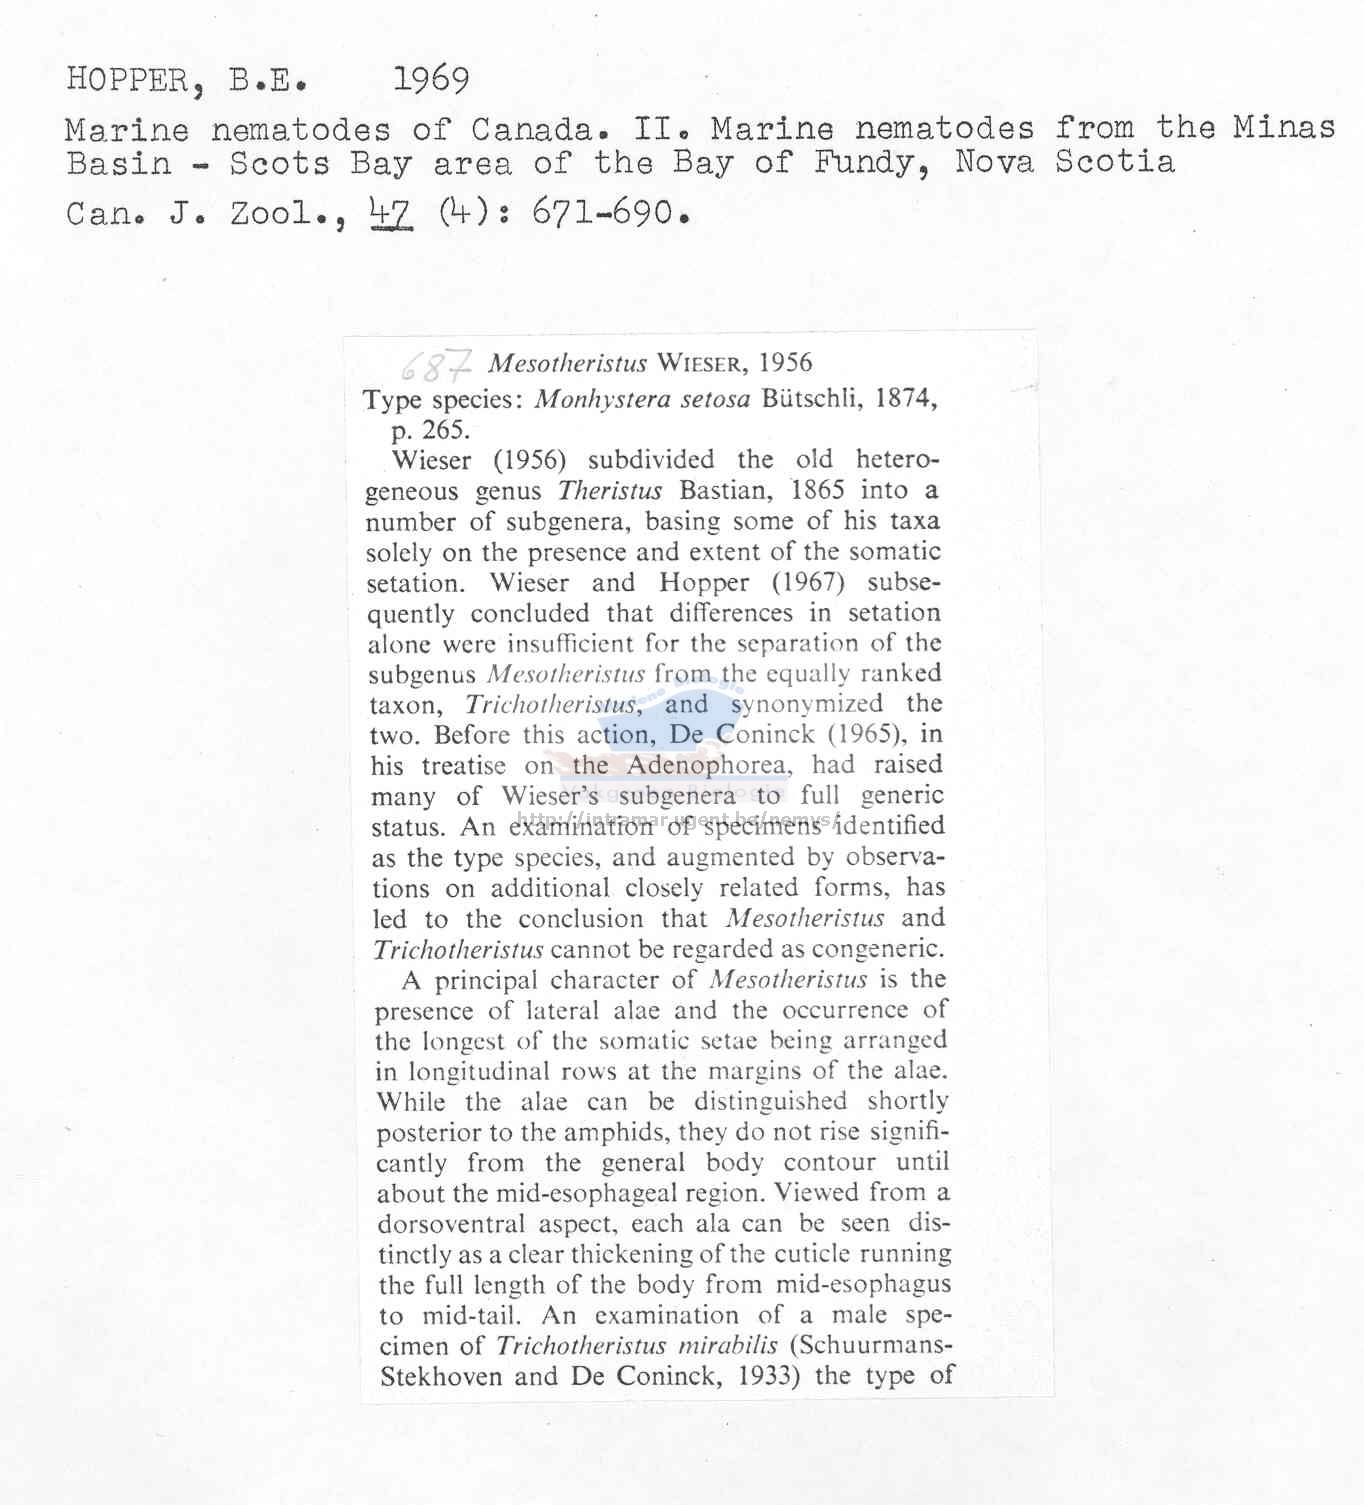 HOPPER, B.E. 1969
Marine nematodes of Canada. II. Marine nematodes from the Minas
Basin - Scots Bay area of the Bay of Fundy, Nova Scotia
Can. J. Zool., 47 (4): 671-690.
687 Mesotheristus WIESER, 1956
Type species: Monhystera setosa Bütschli, 1874,
p. 265.
Wieser (1956) subdivided the old hetero-
geneous genus Theristus Bastian, 1865 into a
number of subgenera, basing some of his taxa
solely on the presence and extent of the somatic
setation. Wieser and Hopper (1967) subse-
quently concluded that differences in setation
alone were insufficient for the separation of the
subgenus Mesotheristus from the equally ranked
taxon, Trichotheristus, and synonymized the
two. Before this action, De Coninck (1965), in
his treatise on the Adenophorea, had raised
many of Wieser's subgenera to full generic
status. An examination of specimens identified
as the type species, and augmented by observa-
tions on additional closely related forms, has
led to the conclusion that Mesotheristus and
Trichotheristus cannot be regarded as congeneric.
A principal character of Mesotheristus is the
presence of lateral alae and the occurrence of
the longest of the somatic setae being arranged
in longitudinal rows at the margins of the alae.
While the alae can be distinguished shortly
posterior to the amphids, they do not rise signifi-
cantly from the general body contour until
about the mid-esophageal region. Viewed from a
dorsoventral aspect, each ala can be seen dis-
tinctly as a clear thickening of the cuticle running
the full length of the body from mid-esophagus
to mid-tail. An examination of a male spe-
cimen of Trichotheristus mirabilis (Schuurmans-
Stekhoven and De Coninck, 1933) the type of
http://intramar.ugent.be/nemys/